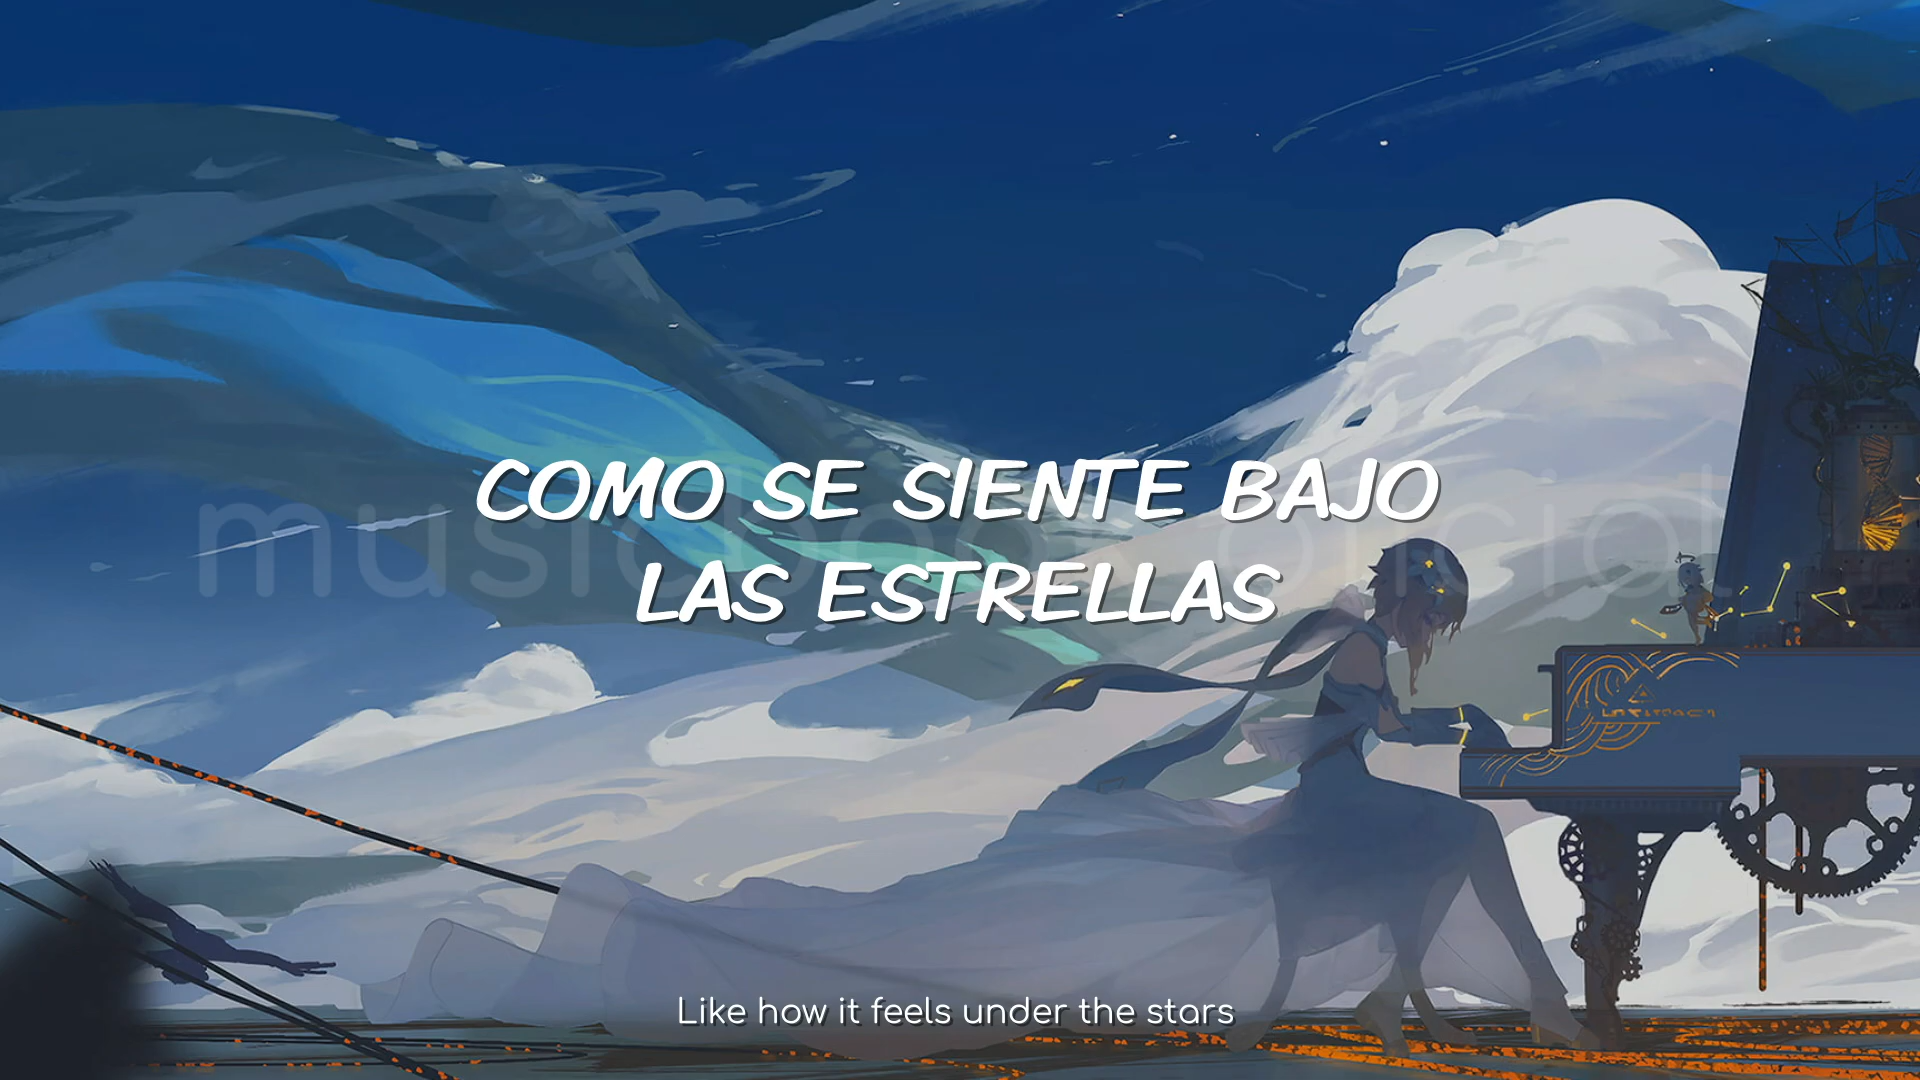 COMO SE SIENTE BAJO
LAS ESTRELLAS
Like how it feels under the stars